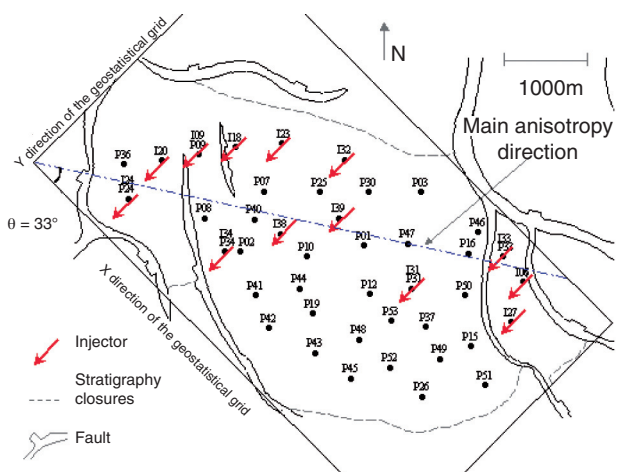 Y direction of the geostatistical grid
N
1000m
Main anisotropy
direction
I09
P09
I18
I23
I20
I32
P36
I24
P24
P07
P25
P30
P03
P08
P40
I39
I38
P46
I34
P34
P02
P10
P01
P47
P16
I33
θ = 33°
I31
P41
P44
P12
P50
P19
P42
P53
P37
I27
X direction of the geostatistical grid
P43
P48
P15
P49
P45
P52
P51
P26
Injector
Stratigraphy
closures
Fault